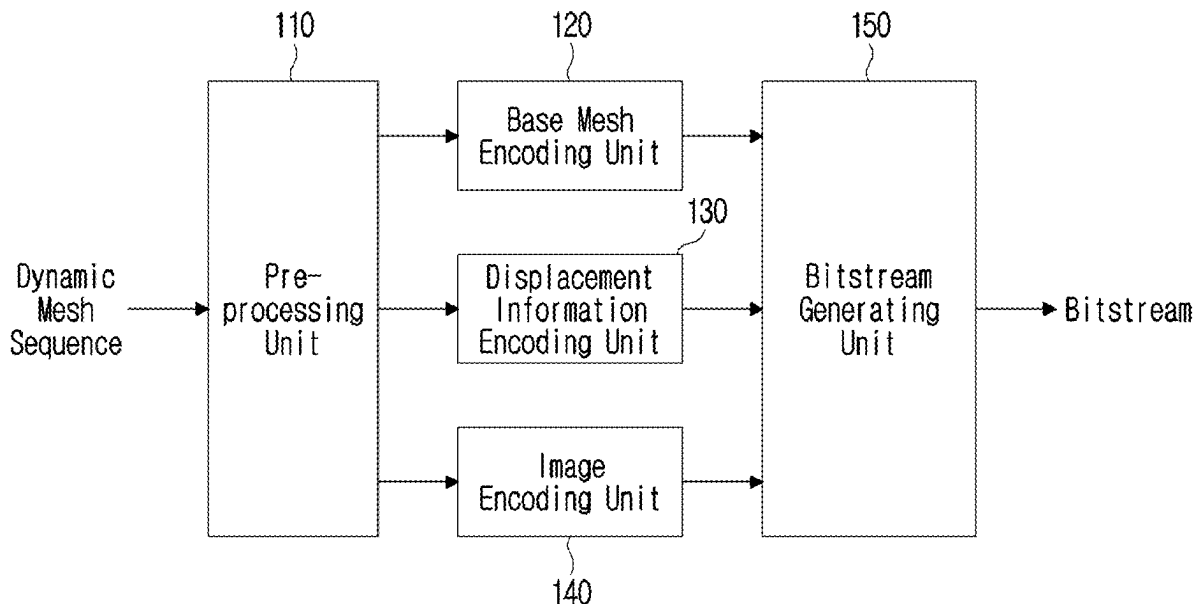 110
120
150
Base Mesh
Encoding Unit
130
Dynamic
Mesh
Sequence
Pre-
processing
Unit
Displacement
Information
Encoding Unit
Bitstream
Generating
Unit
Bitstream
Image
Encoding Unit
140